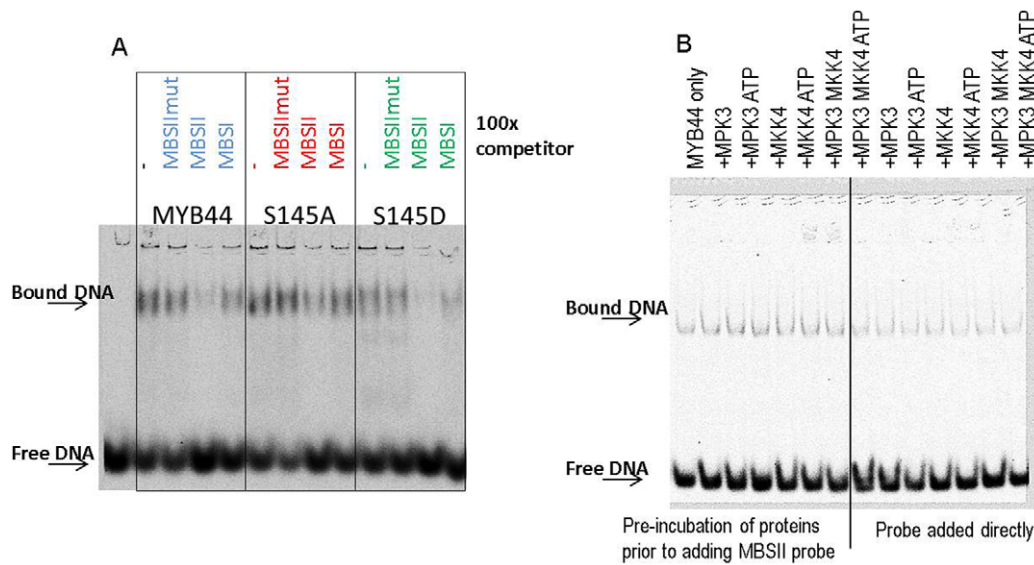 A
-
MBSIImut
MBSII
MBSI
-
MBSIImut
MBSII
MBSI
-
MBSIImut
MBSII
MBSI
100x
competitor
MYB44
S145A
S145D
Bound DNA
Free DNA
B
MYB44 only
+MPK3
+MPK3 ATP
+MKK4
+MKK4 ATP
+MPK3 MKK4
+MPK3 MKK4 ATP
+MPK3
+MPK3 ATP
+MKK4
+MKK4 ATP
+MPK3 MKK4
+MPK3 MKK4 ATP
Bound DNA
Free DNA
Pre-incubation of proteins
prior to adding MBSII probe
Probe added directly